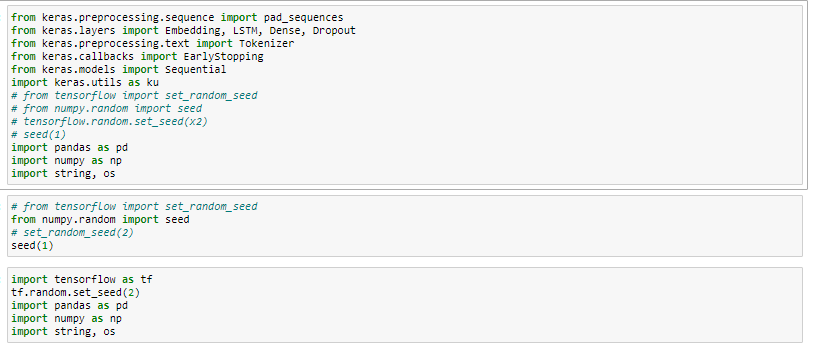 from keras.preprocessing.sequence import pad_sequences
from keras.layers import Embedding, LSTM, Dense, Dropout
from keras.preprocessing.text import Tokenizer
from keras.callbacks import EarlyStopping
from keras.models import Sequential
import keras.utils as ku
# from tensorflow import set_random_seed
# from numpy.random import seed
# tensorflow.random.set_seed(x2)
# seed(1)
import pandas as pd
import numpy as np
import string, os
# from tensorflow import set_random_seed
from numpy.random import seed
# set_random_seed(2)
seed(1)
import tensorflow as tf
tf.random.set_seed(2)
import pandas as pd
import numpy as np
import string, os